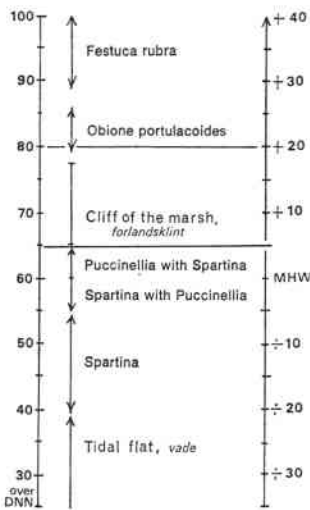 100
+ 40
Festuca rubra
90
+ 30
Obione portulacoides
80
+ 20
70
Cliff of the marsh,
forlandsklint
+ 10
Puccinellia with Spartina
60
MHW
Spartina with Puccinellia
50
÷ 10
Spartina
40
÷ 20
Tidal flat, vade
30
÷ 30
over
DNN